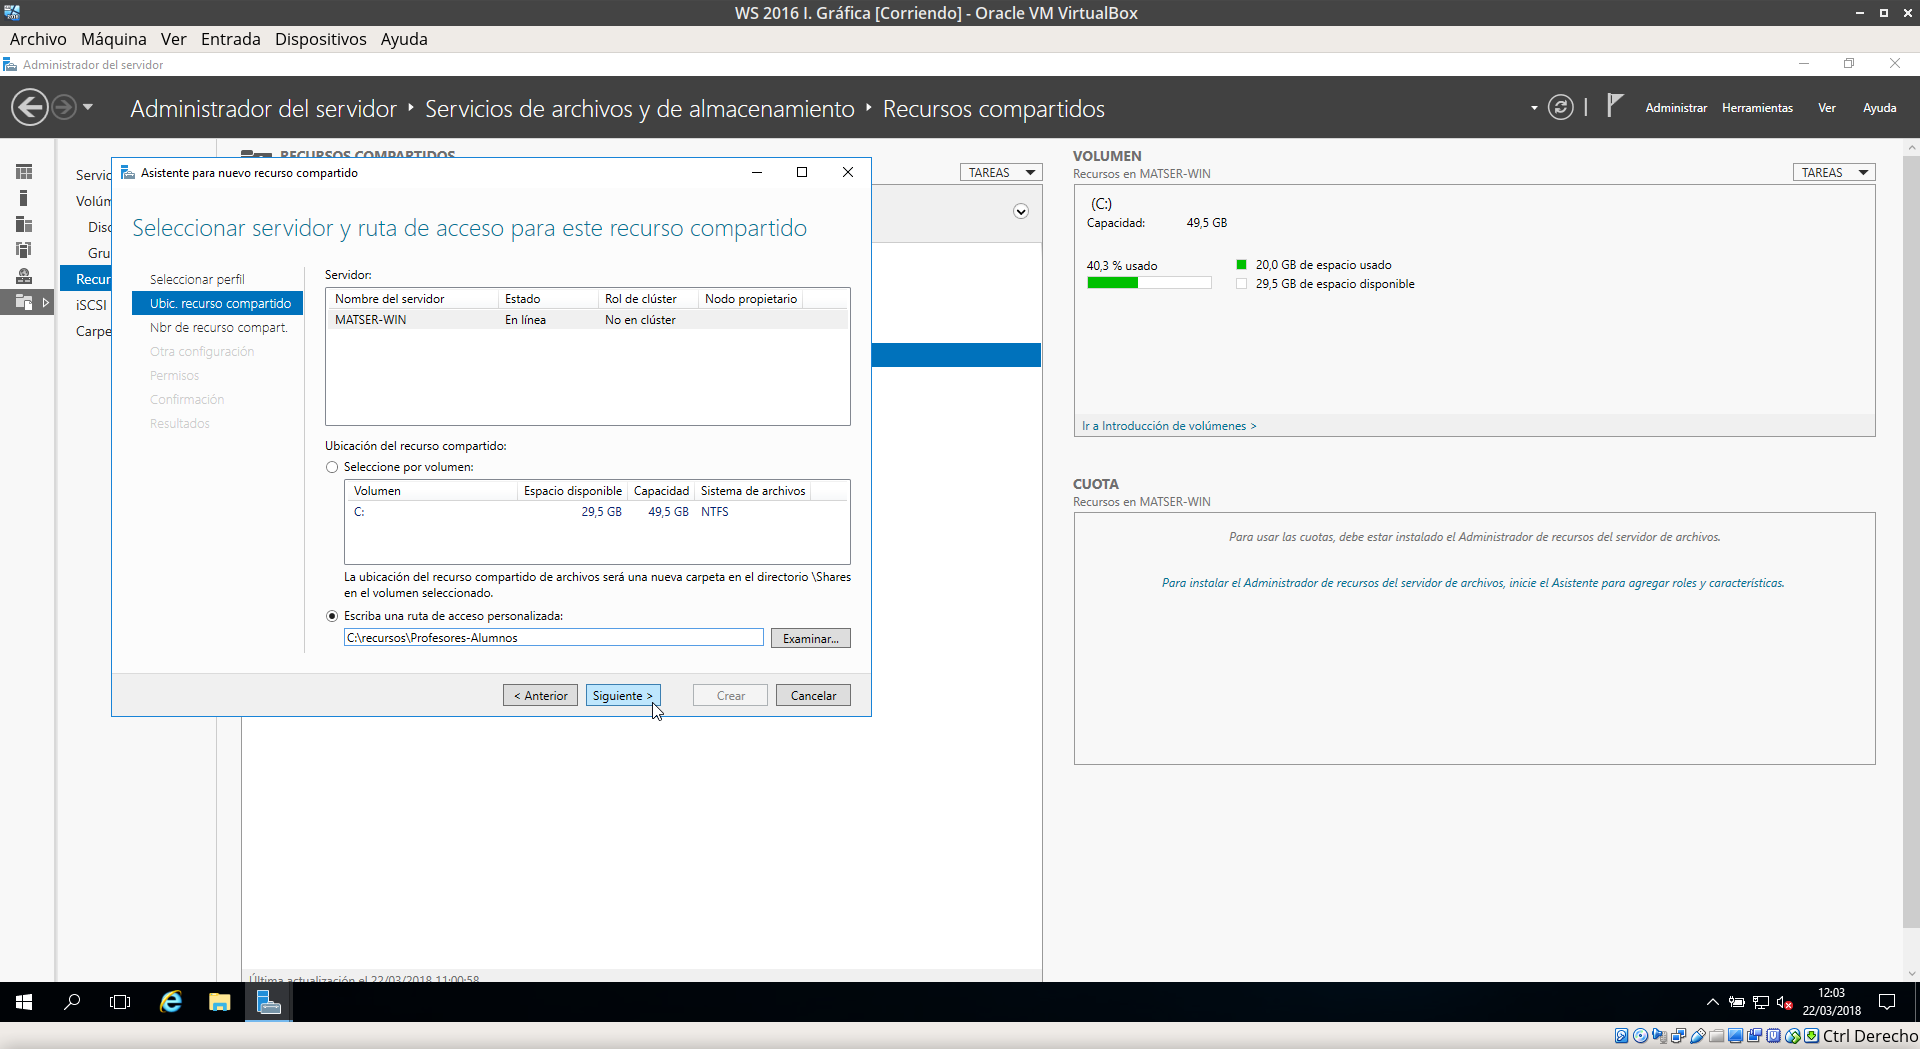 WS 2016 I. Gráfica [Corriendo] - Oracle VM VirtualBox
Archivo Máquina Ver Entrada Dispositivos Ayuda
Administrador del servidor
Administrador del servidor ‣ Servicios de archivos y de almacenamiento ‣ Recursos compartidos
Administrar Herramientas Ver Ayuda
Servic
Volúm
Disc
Gru
Recur
iSCSI
Carpe
RECURSOS COMPARTIDOS
TAREAS
Asistente para nuevo recurso compartido
Seleccionar servidor y ruta de acceso para este recurso compartido
Seleccionar perfil
Ubic. recurso compartido
Nbr de recurso compart.
Otra configuración
Permisos
Confirmación
Resultados
Servidor:
Nombre del servidor Estado Rol de clúster Nodo propietario
MATSER-WIN En línea No en clúster
Ubicación del recurso compartido:
Seleccione por volumen:
Volumen Espacio disponible Capacidad Sistema de archivos
C: 29,5 GB 49,5 GB NTFS
La ubicación del recurso compartido de archivos será una nueva carpeta en el directorio \Shares
en el volumen seleccionado.
Escriba una ruta de acceso personalizada:
C:\recursos\Profesores-Alumnos
Examinar...
< Anterior Siguiente > Crear Cancelar
Última actualización el 22/03/2018 11:00:58
VOLUMEN
Recursos en MATSER-WIN
TAREAS
(C:)
Capacidad: 49,5 GB
40,3 % usado
20,0 GB de espacio usado
29,5 GB de espacio disponible
Ir a Introducción de volúmenes >
CUOTA
Recursos en MATSER-WIN
Para usar las cuotas, debe estar instalado el Administrador de recursos del servidor de archivos.
Para instalar el Administrador de recursos del servidor de archivos, inicie el Asistente para agregar roles y características.
12:03
22/03/2018
Ctrl Derecho